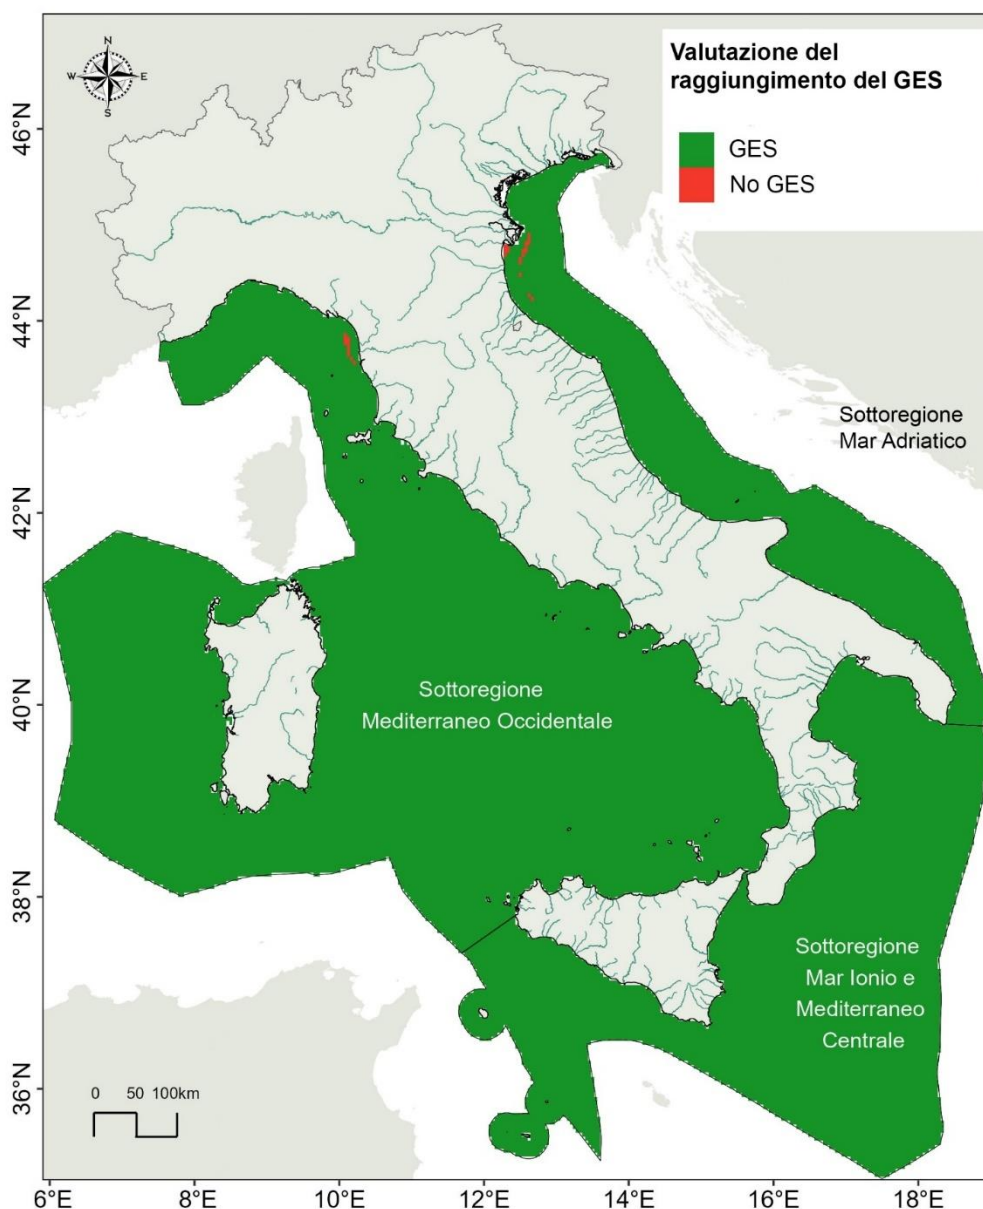 N
W E
S
Valutazione del
raggiungimento del GES
GES
No GES
46°N
44°N
42°N
40°N
38°N
36°N
Sottoregione
Mar Adriatico
Sottoregione
Mediterraneo Occidentale
Sottoregione
Mar Ionio e
Mediterraneo
Centrale
0 50 100km
6°E 8°E 10°E 12°E 14°E 16°E 18°E